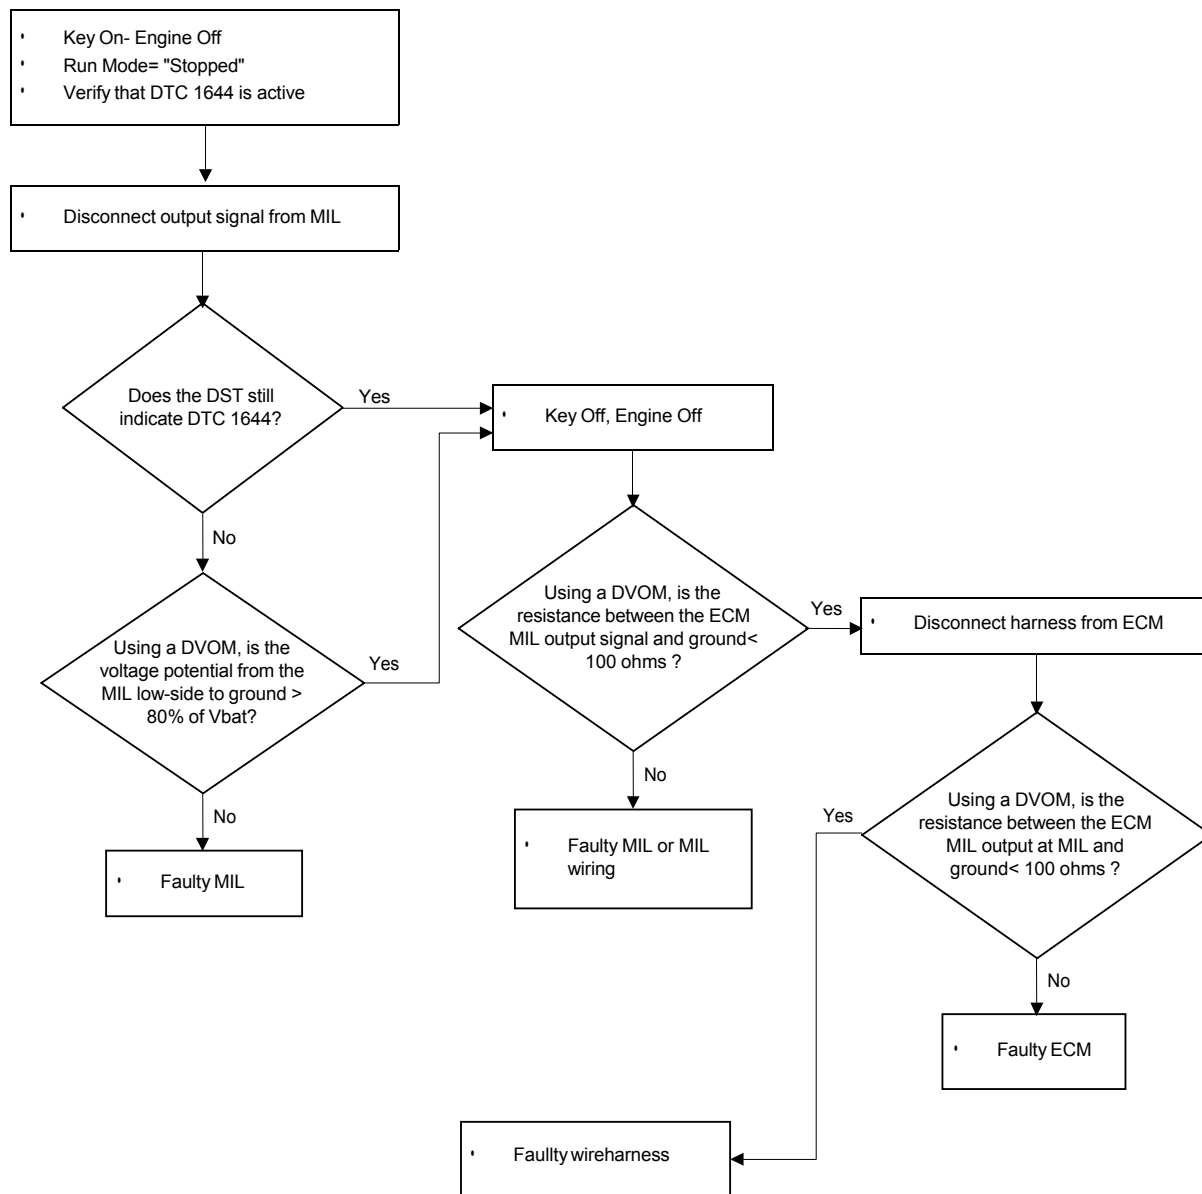 Key On- Engine Off
Run Mode= "Stopped"
Verify that DTC 1644 is active
Disconnect output signal from MIL
Does the DST still
indicate DTC 1644?
Yes
No
Key Off, Engine Off
Using a DVOM, is the
voltage potential from the
MIL low-side to ground >
80% of Vbat?
Yes
No
Faulty MIL
Using a DVOM, is the
resistance between the ECM
MIL output signal and ground<
100 ohms ?
Yes
No
Faulty MIL or MIL
wiring
Disconnect harness from ECM
Using a DVOM, is the
resistance between the ECM
MIL output at MIL and
ground< 100 ohms ?
Yes
No
Faulty ECM
Faullty wireharness